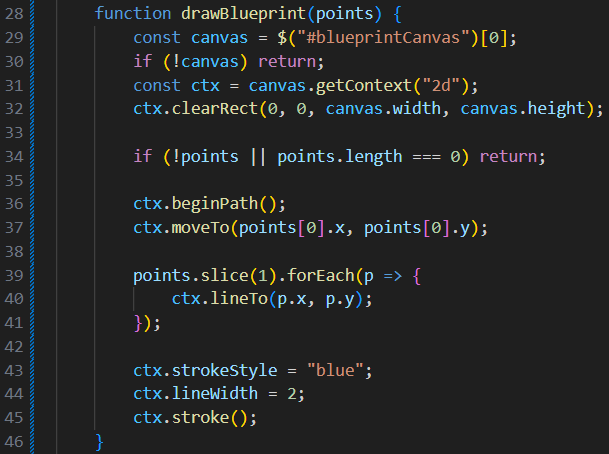 28 function drawBlueprint(points) {
29 const canvas = $("#blueprintCanvas")[0];
30 if (!canvas) return;
31 const ctx = canvas.getContext("2d");
32 ctx.clearRect(0, 0, canvas.width, canvas.height);
33
34 if (!points || points.length === 0) return;
35
36 ctx.beginPath();
37 ctx.moveTo(points[0].x, points[0].y);
38
39 points.slice(1).forEach(p => {
40 ctx.lineTo(p.x, p.y);
41 });
42
43 ctx.strokeStyle = "blue";
44 ctx.lineWidth = 2;
45 ctx.stroke();
46 }